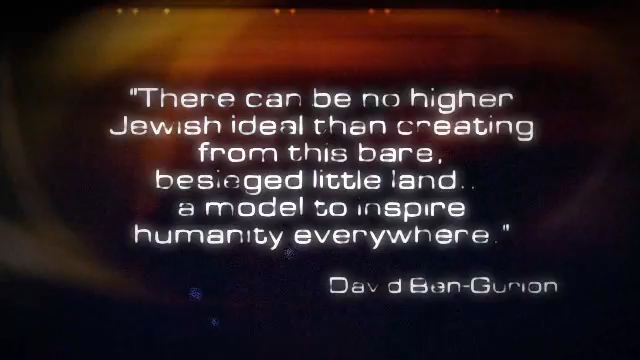 "There can be no higher
Jewish ideal than creating
from this bare,
besieged little land..
a model to inspire
humanity everywhere."
David Ben-Gurion